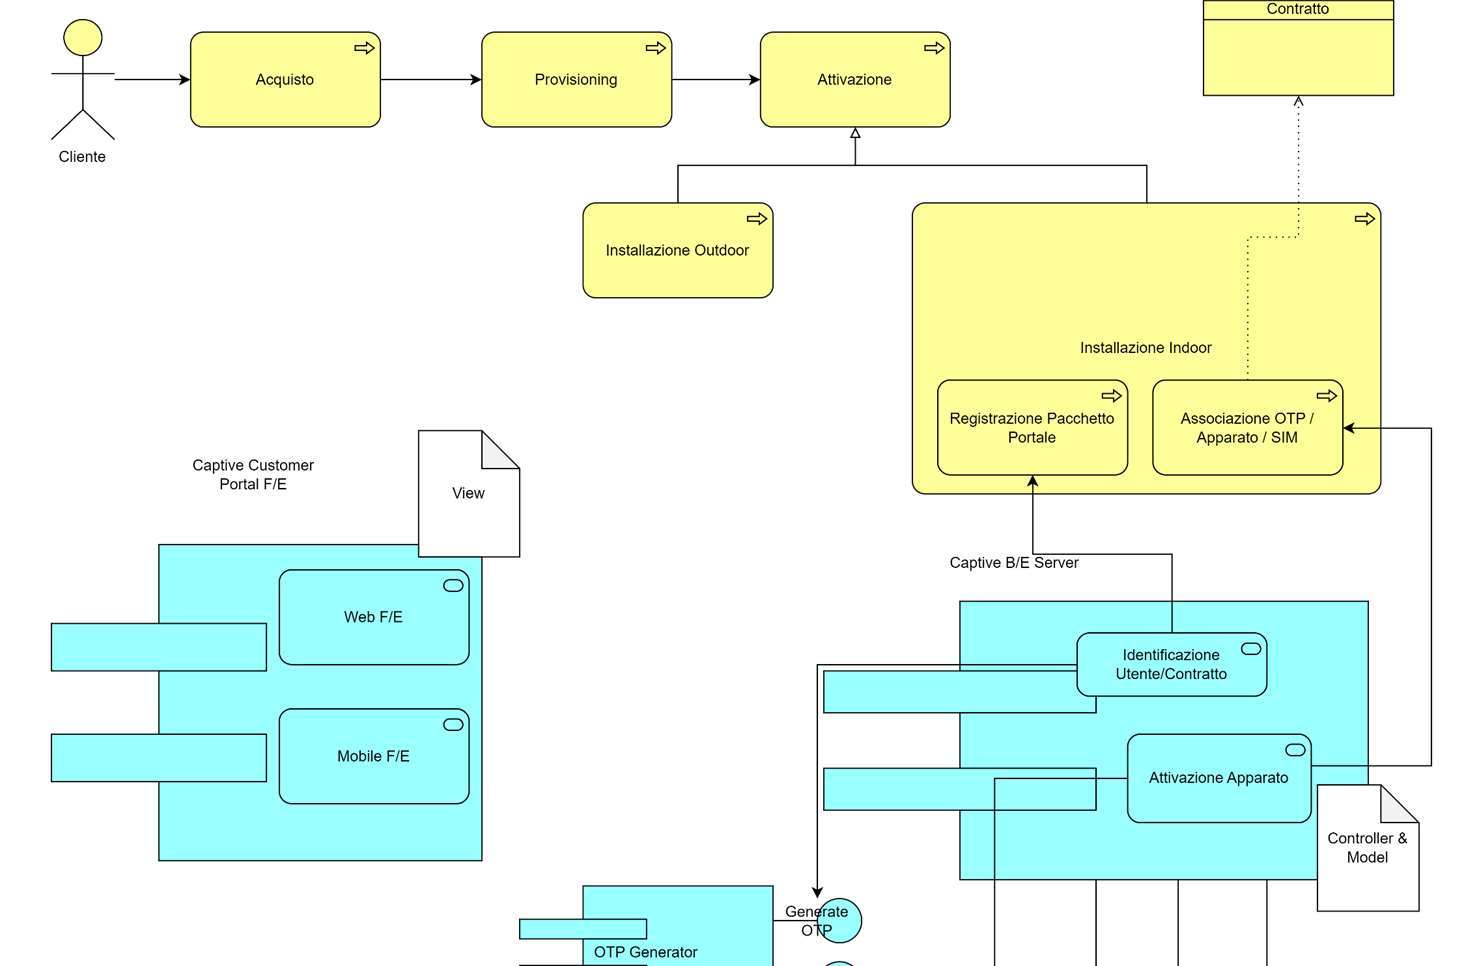 Contratto
Acquisto
Provisioning
Attivazione
Cliente
Installazione Outdoor
Installazione Indoor
Registrazione Pacchetto
Portale
Associazione OTP /
Apparato / SIM
Captive Customer
Portal F/E
View
Web F/E
Mobile F/E
Captive B/E Server
Identificazione
Utente/Contratto
Attivazione Apparato
Controller &
Model
Generate
OTP
OTP Generator